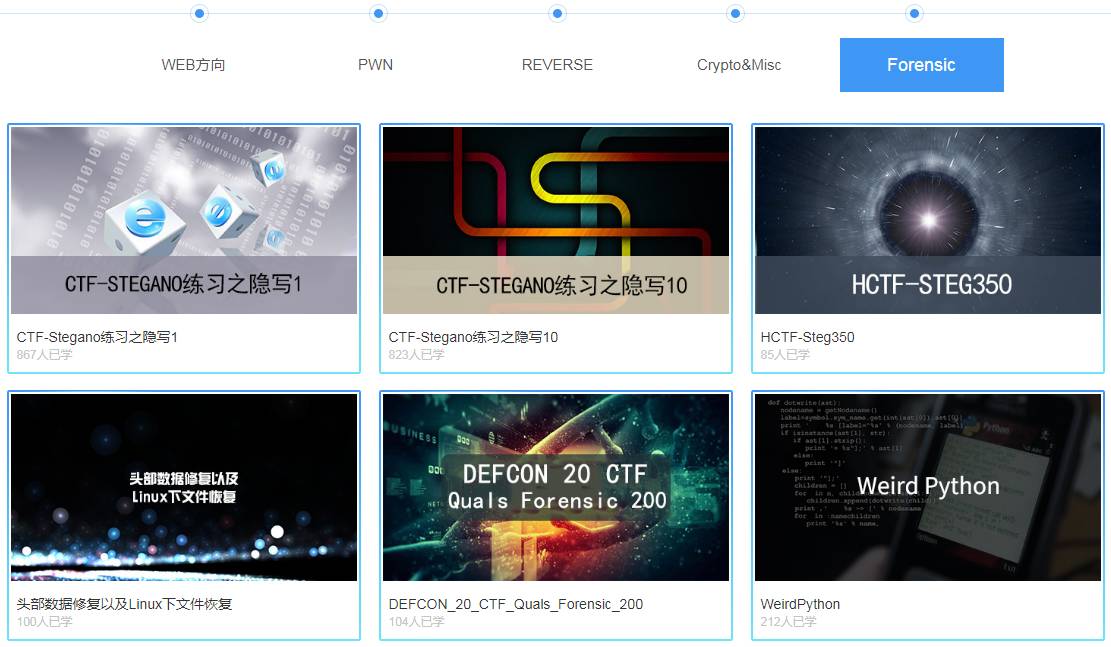 WEB方向
PWN
REVERSE
Crypto&Misc
Forensic
CTF-STEGANO练习之隐写1
CTF-STEGANO练习之隐写10
HCTF-STEG350
CTF-Stegano练习之隐写1
867人已学
CTF-Stegano练习之隐写10
823人已学
HCTF-Steg350
85人已学
头部数据修复以及
Linux下文件恢复
BUSINESS
DEFCON 20 CTF
Quals Forensic 200
def dotwrite(ast):
nodename = getNodename()
else:
Python
Weird Python
头部数据修复以及Linux下文件恢复
100人已学
DEFCON_20_CTF_Quals_Forensic_200
104人已学
WeirdPython
212人已学